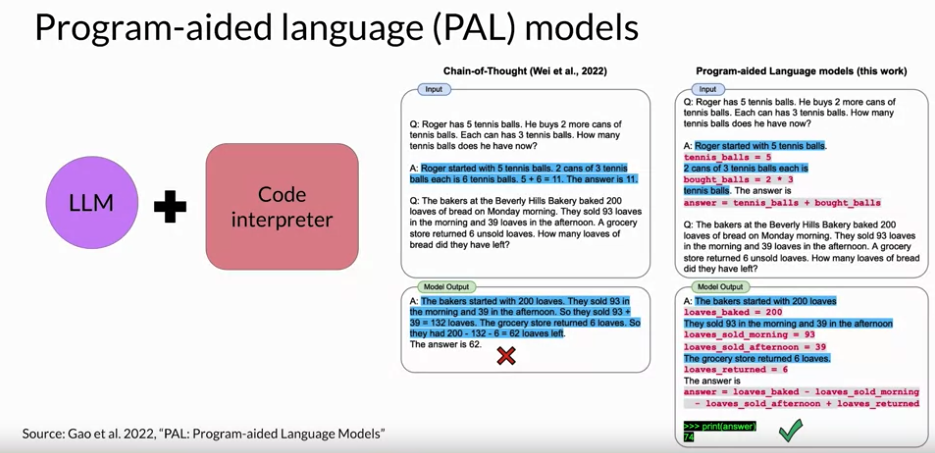 Program-aided language (PAL) models
LLM
Code
interpreter
Chain-of-Thought (Wei et al., 2022)
Input
Q: Roger has 5 tennis balls. He buys 2 more cans of
tennis balls. Each can has 3 tennis balls. How many
tennis balls does he have now?
A: Roger started with 5 tennis balls. 2 cans of 3 tennis
balls each is 6 tennis balls. 5 + 6 = 11. The answer is 11.
Q: The bakers at the Beverly Hills Bakery baked 200
loaves of bread on Monday morning. They sold 93 loaves
in the morning and 39 loaves in the afternoon. A grocery
store returned 6 unsold loaves. How many loaves of
bread did they have left?
Model Output
A: The bakers started with 200 loaves. They sold 93 in
the morning and 39 in the afternoon. So they sold 93 +
39 = 132 loaves. The grocery store returned 6 loaves. So
they had 200 - 132 - 6 = 62 loaves left.
The answer is 62.
Program-aided Language models (this work)
Input
Q: Roger has 5 tennis balls. He buys 2 more cans of
tennis balls. Each can has 3 tennis balls. How many
tennis balls does he have now?
A: Roger started with 5 tennis balls.
tennis_balls = 5
2 cans of 3 tennis balls each is
bought_balls = 2 * 3
tennis balls. The answer is
answer = tennis_balls + bought_balls
Q: The bakers at the Beverly Hills Bakery baked 200
loaves of bread on Monday morning. They sold 93 loaves
in the morning and 39 loaves in the afternoon. A grocery
store returned 6 unsold loaves. How many loaves of bread
did they have left?
Model Output
A: The bakers started with 200 loaves
loaves_baked = 200
They sold 93 in the morning and 39 in the afternoon
loaves_sold_morning = 93
loaves_sold_afternoon = 39
The grocery store returned 6 loaves.
loaves_returned = 6
The answer is
answer = loaves_baked - loaves_sold_morning
- loaves_sold_afternoon + loaves_returned
>>> print(answer)
74
Source: Gao et al. 2022, "PAL: Program-aided Language Models"